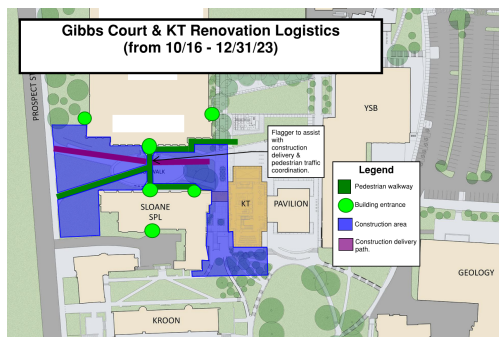 Gibbs Court & KT Renovation Logistics
(from 10/16 - 12/31/23)
PROSPECT ST
YSB
Flagger to assist
with
construction
delivery &
pedestrian traffic
coordination.
WALK
Legend
Pedestrian walkway
Building entrance
Construction area
Construction delivery
path.
SLOANE
SPL
KT
PAVILION
GEOLOGY
KROON